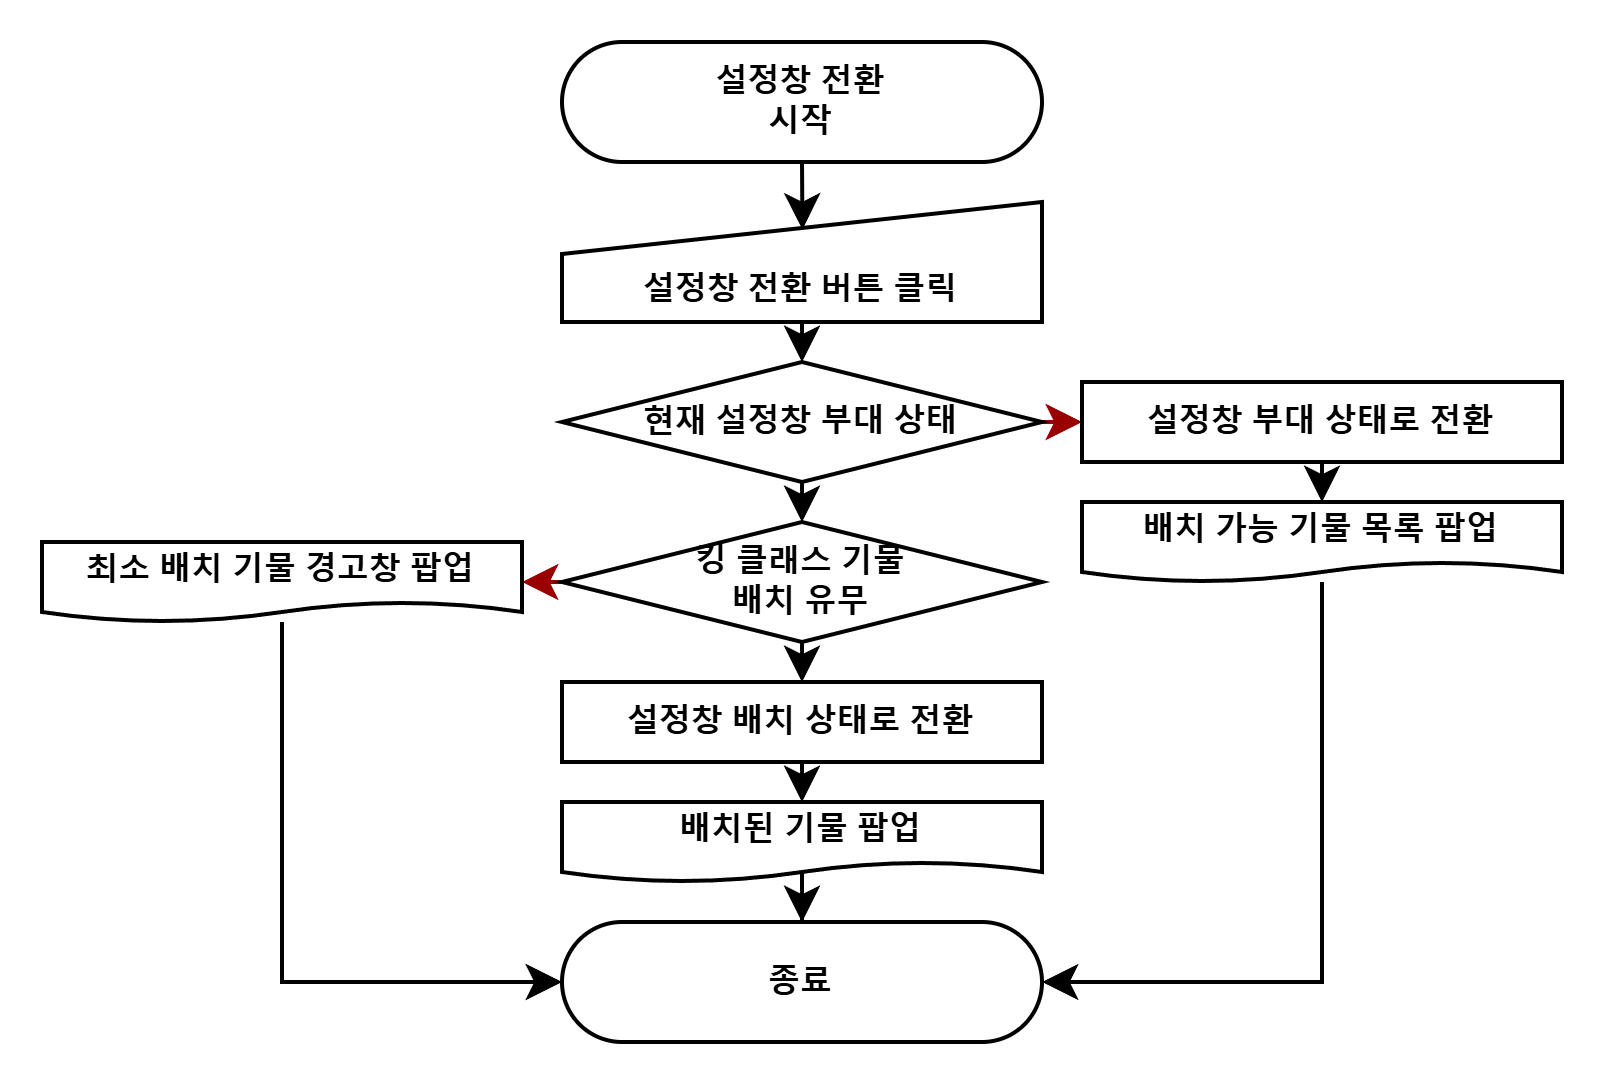 설정창 전환
시작
설정창 전환 버튼 클릭
현재 설정창 부대 상태
설정창 부대 상태로 전환
배치 가능 기물 목록 팝업
킹 클래스 기물
배치 유무
최소 배치 기물 경고창 팝업
설정창 배치 상태로 전환
배치된 기물 팝업
종료